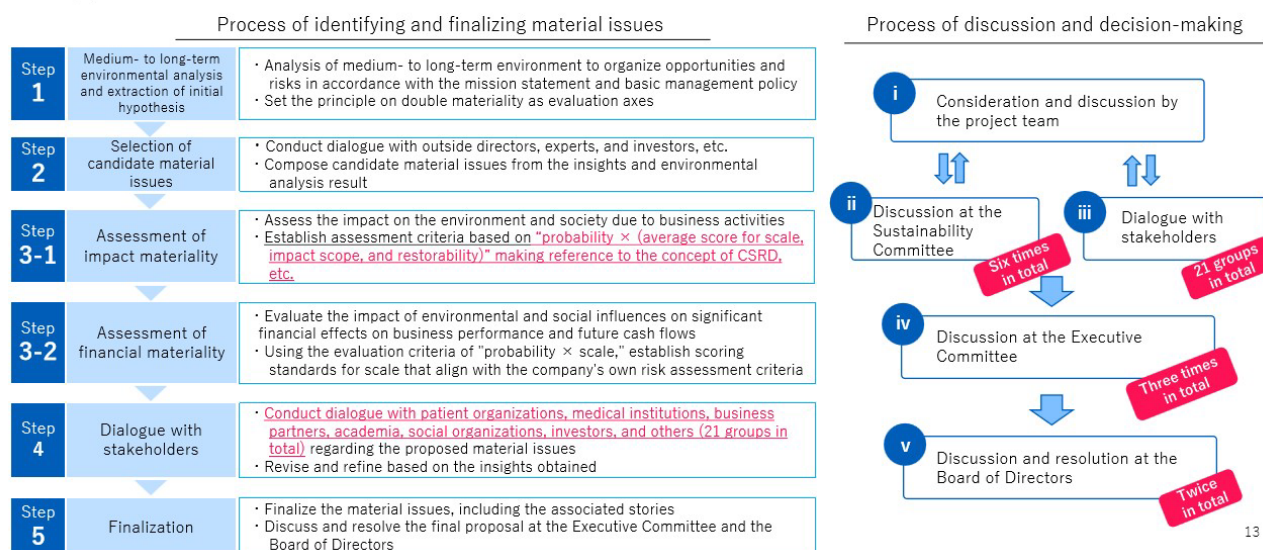 Process of identifying and finalizing material issues
Step
1
Medium- to long-term
environmental analysis
and extraction of initial
hypothesis
・Analysis of medium- to long-term environment to organize opportunities and
risks in accordance with the mission statement and basic management policy
・Set the principle on double materiality as evaluation axes
Step
2
Selection of
candidate material
issues
・Conduct dialogue with outside directors, experts, and investors, etc.
・Compose candidate material issues from the insights and environmental
analysis result
Step
3-1
Assessment of
impact materiality
・Assess the impact on the environment and society due to business activities
・Establish assessment criteria based on "probability × (average score for scale,
impact scope, and restorability)" making reference to the concept of CSRD,
etc.
Step
3-2
Assessment of
financial materiality
・Evaluate the impact of environmental and social influences on significant
financial effects on business performance and future cash flows
・Using the evaluation criteria of "probability × scale," establish scoring
standards for scale that align with the company's own risk assessment criteria
Step
4
Dialogue with
stakeholders
・Conduct dialogue with patient organizations, medical institutions, business
partners, academia, social organizations, investors, and others (21 groups in
total) regarding the proposed material issues
・Revise and refine based on the insights obtained
Step
5
Finalization
・Finalize the material issues, including the associated stories
・Discuss and resolve the final proposal at the Executive Committee and the
Board of Directors
Process of discussion and decision-making
i
Consideration and discussion by
the project team
ii
Discussion at the
Sustainability
Committee
Six times
in total
iii
Dialogue with
stakeholders
21 groups
in total
iv
Discussion at the Executive
Committee
Three times
in total
v
Discussion and resolution at the
Board of Directors
Twice
in total
13